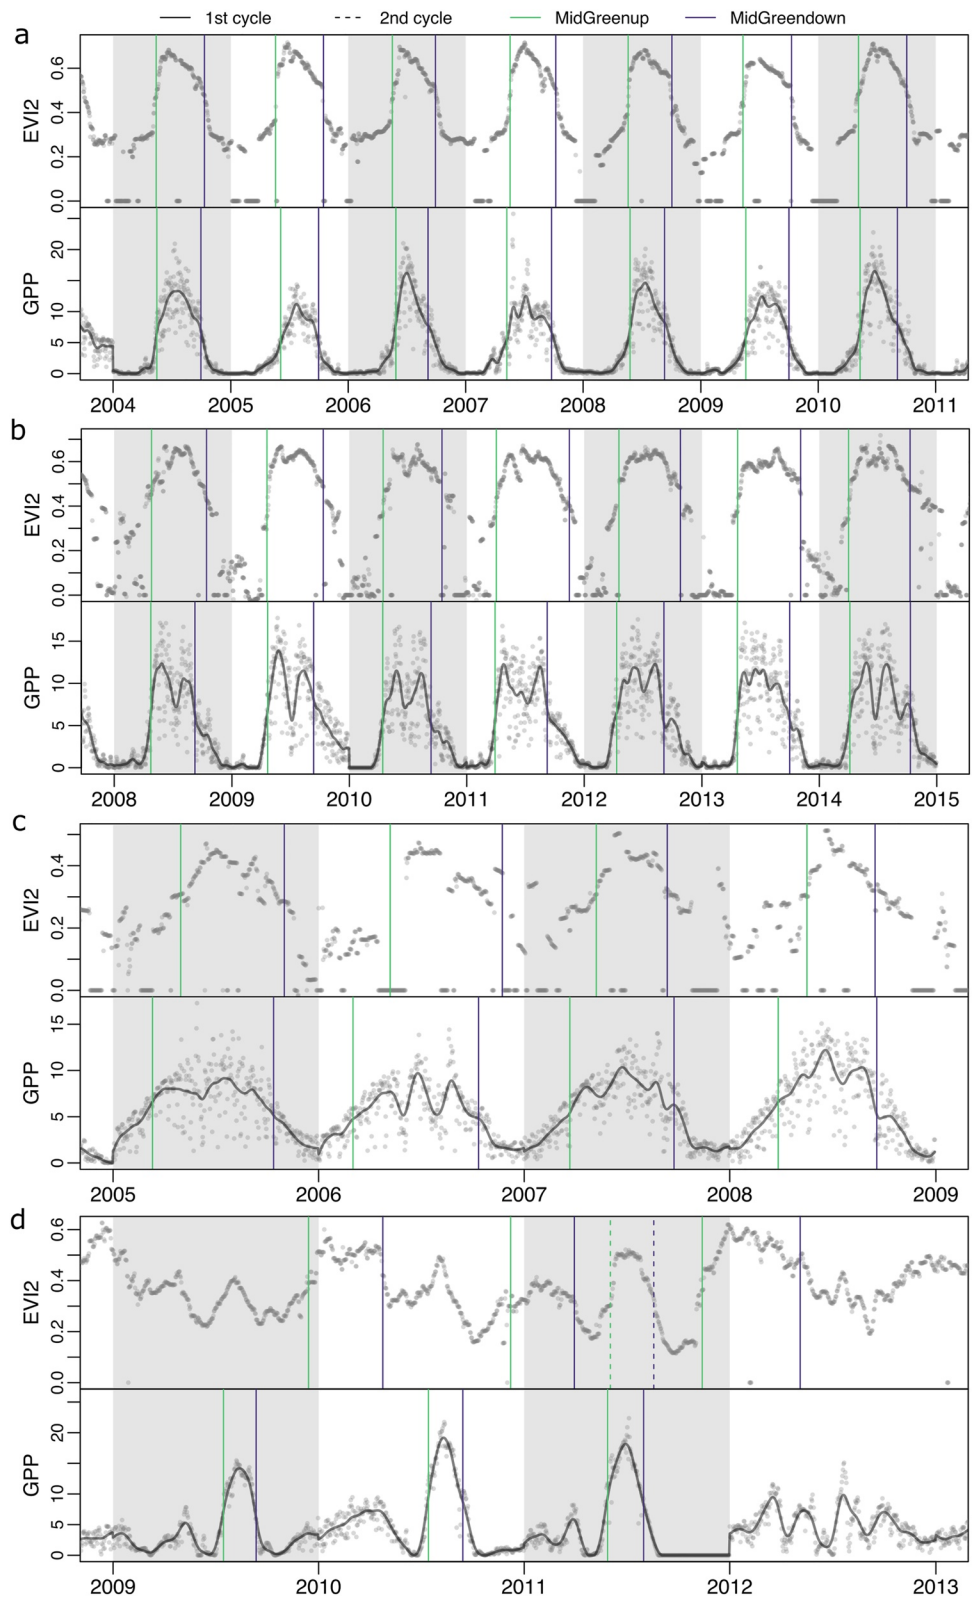 1st cycle 2nd cycle MidGreenup MidGreendown
a
EVI2
0.0 0.2 0.4 0.6
GPP
0 5 10 20
2004 2005 2006 2007 2008 2009 2010 2011
b
EVI2
0.0 0.2 0.4 0.6
GPP
0 5 10 15
2008 2009 2010 2011 2012 2013 2014 2015
c
EVI2
0.0 0.2 0.4
GPP
0 5 10 15
2005 2006 2007 2008 2009
d
EVI2
0.0 0.2 0.4 0.6
GPP
0 5 10 20
2009 2010 2011 2012 2013